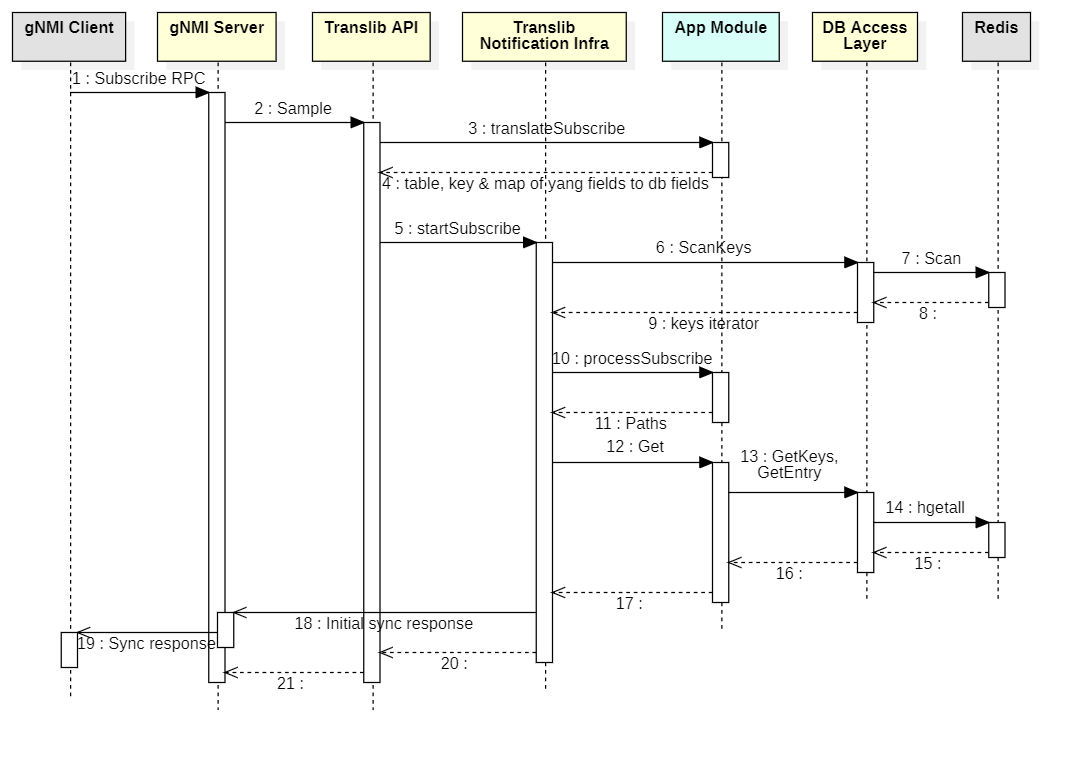 gNMI Client
gNMI Server
Translib API
Translib
Notification Infra
App Module
DB Access
Layer
Redis
1 : Subscribe RPC
2 : Sample
3 : translateSubscribe
4 : table, key & map of yang fields to db fields
5 : startSubscribe
6 : ScanKeys
7 : Scan
8 :
9 : keys iterator
10 : processSubscribe
11 : Paths
12 : Get
13 : GetKeys,
GetEntry
14 : hgetall
15 :
16 :
17 :
18 : Initial sync response
19 : Sync response
20 :
21 :